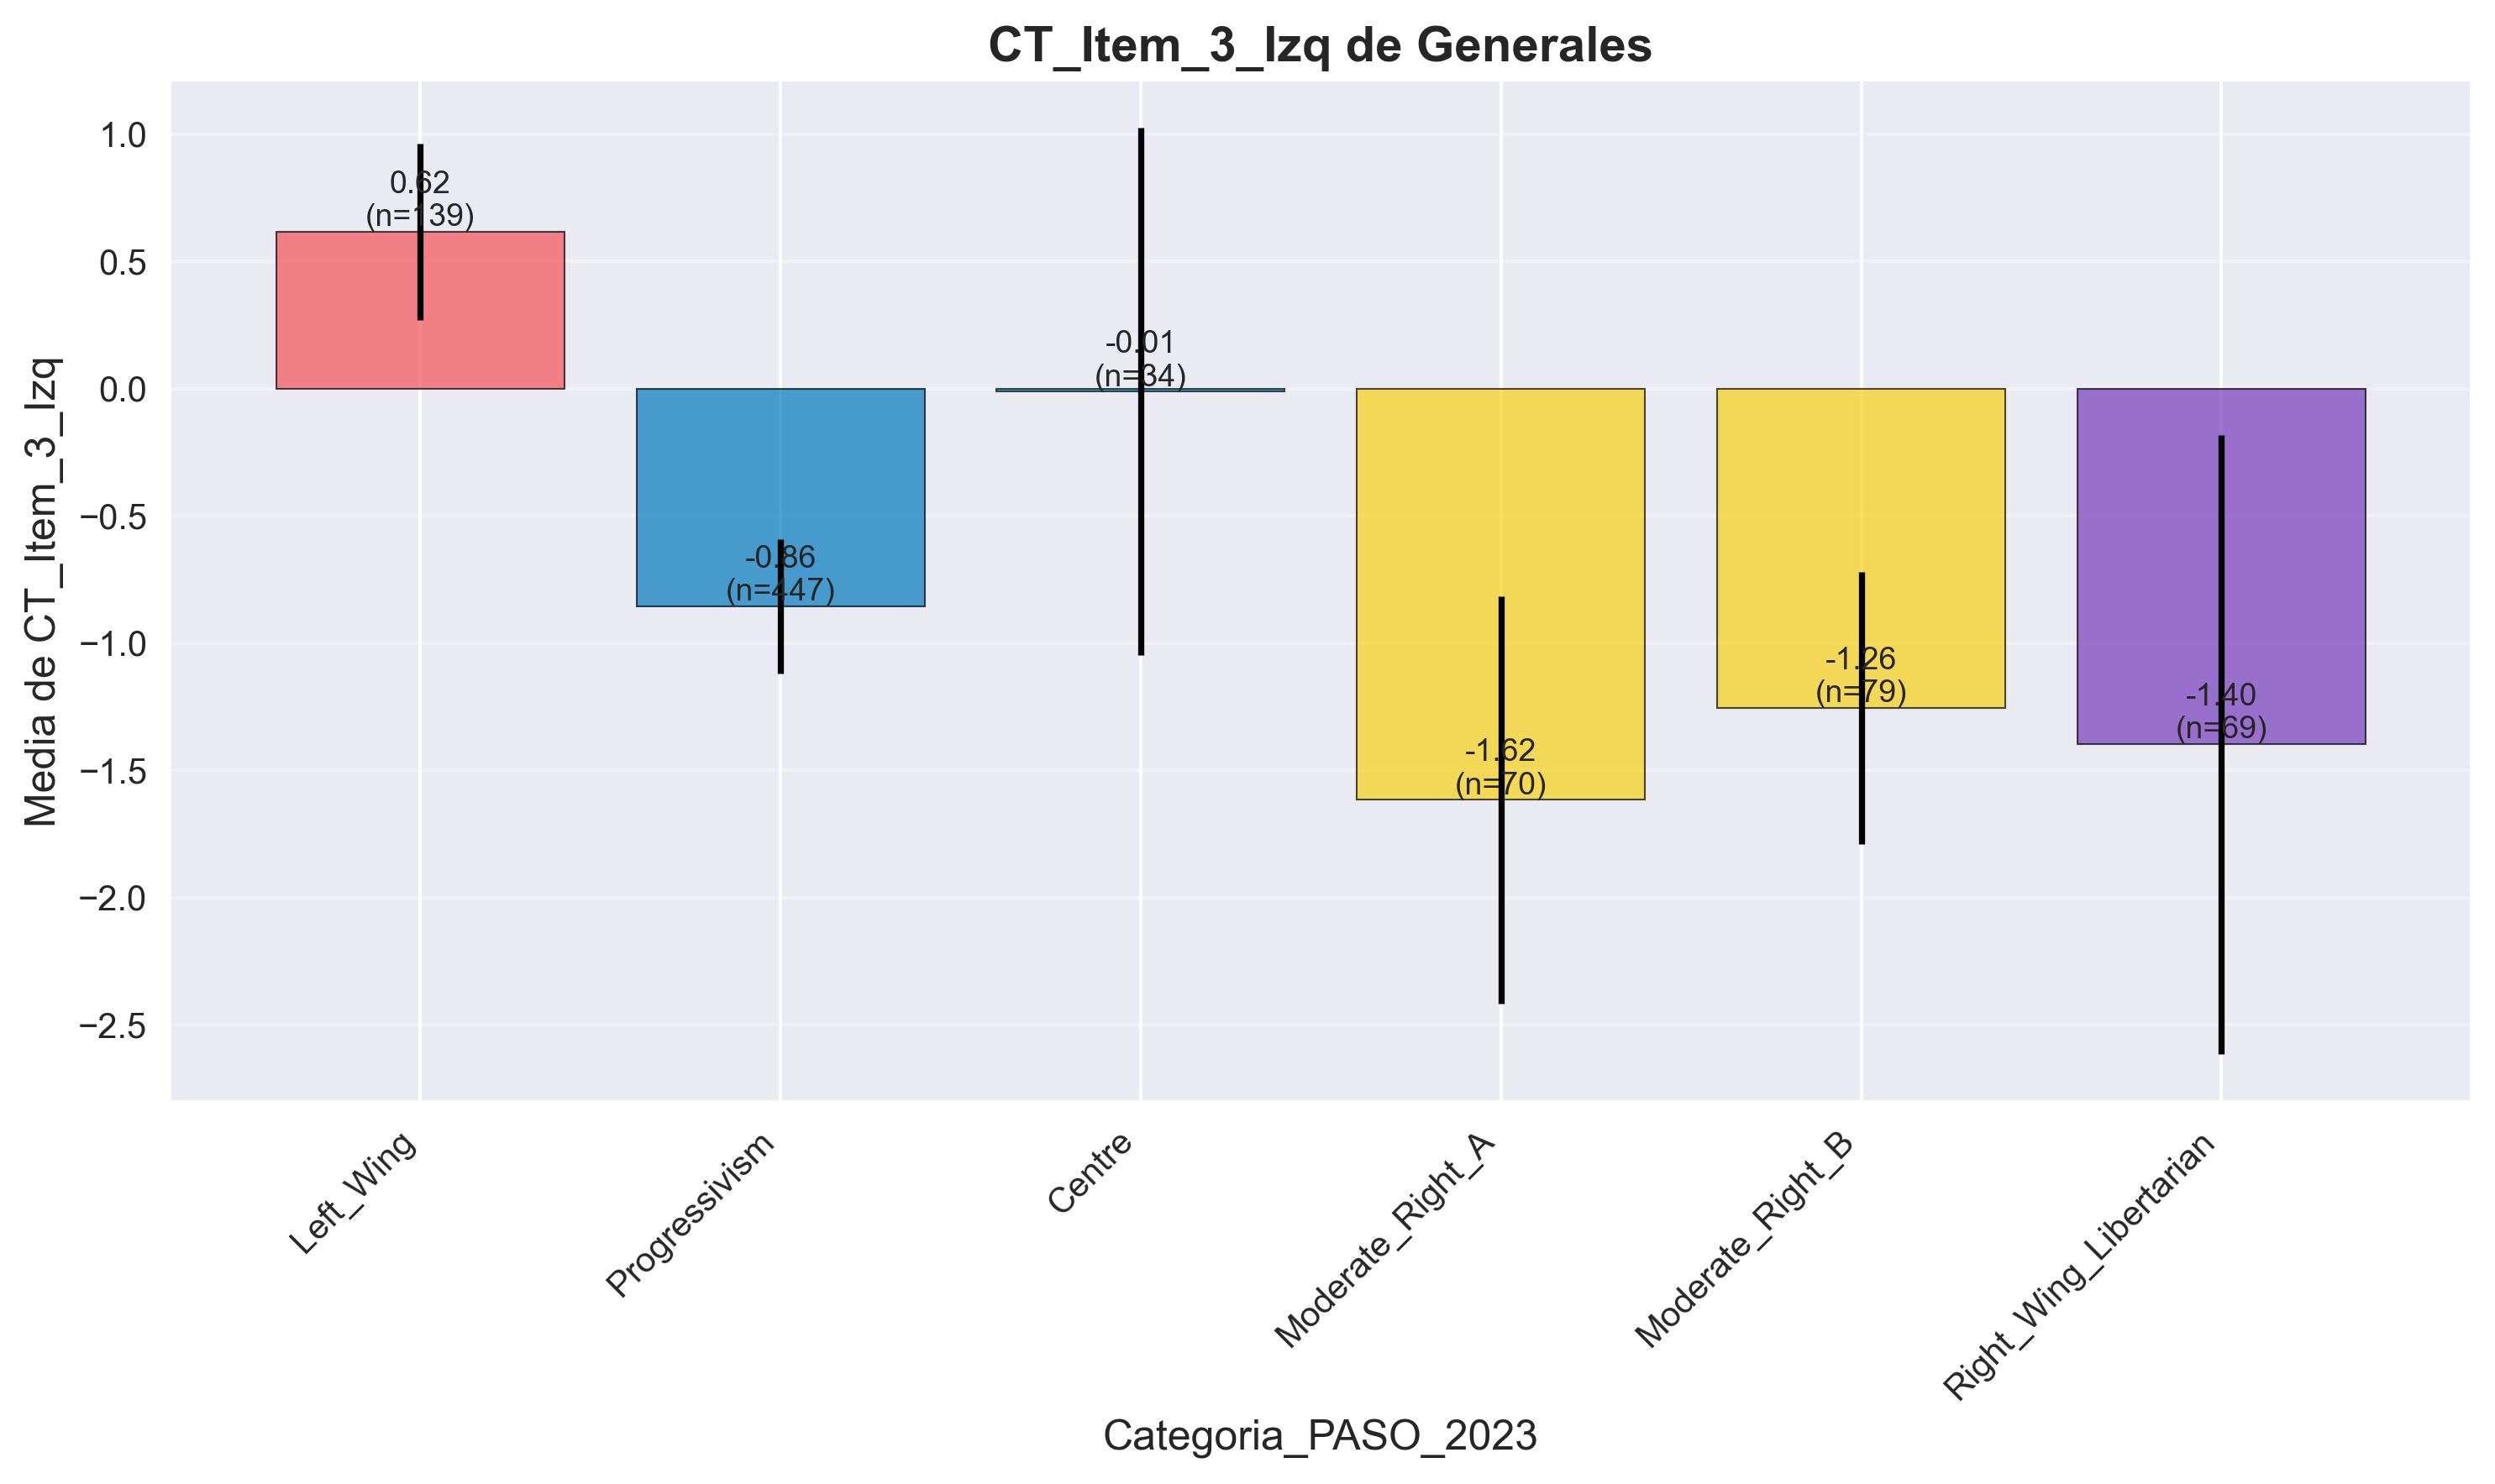 CT_Item_3_Izq de Generales
Media de CT_Item_3_Izq
1.0
0.5
0.0
−0.5
−1.0
−1.5
−2.0
−2.5
0.62
(n=139)
-0.86
(n=447)
-0.01
(n=34)
-1.62
(n=70)
-1.26
(n=79)
-1.40
(n=69)
Left_Wing
Progressivism
Centre
Moderate_Right_A
Moderate_Right_B
Right_Wing_Libertarian
Categoria_PASO_2023